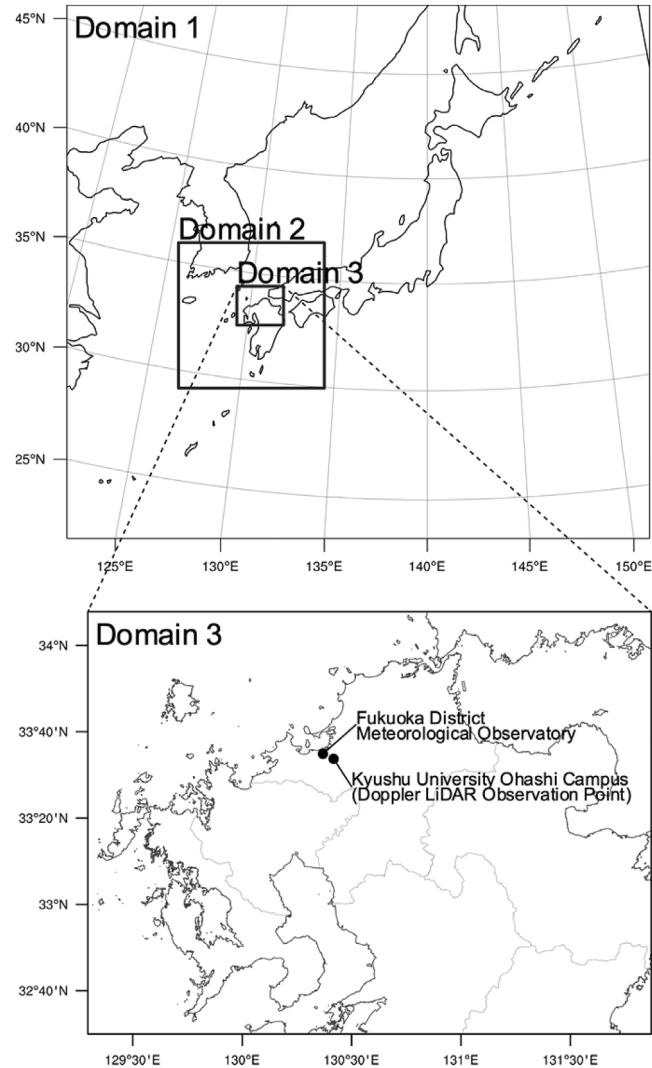 Domain 1
45°N
40°N
35°N
30°N
25°N
Domain 2
Domain 3
125°E
130°E
135°E
140°E
145°E
150°E
Domain 3
34°N
33°40'N
33°20'N
33°N
32°40'N
Fukuoka District
Meteorological Observatory
Kyushu University Ohashi Campus
(Doppler LiDAR Observation Point)
129°30'E
130°E
130°30'E
131°E
131°30'E